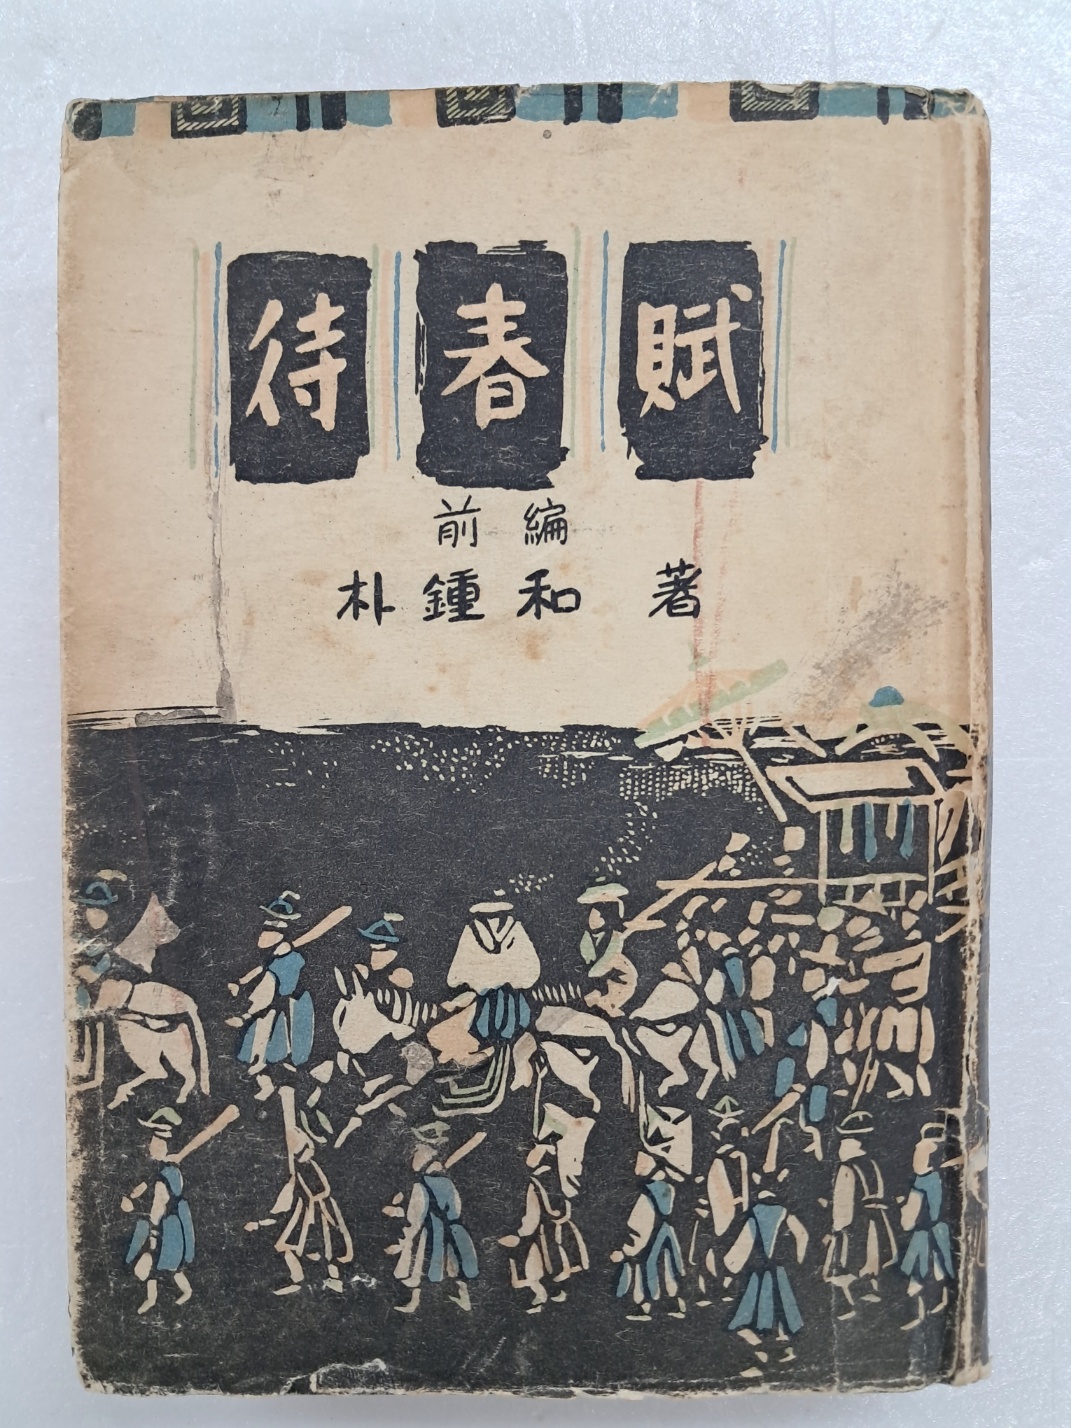 待春賦
前編
朴鍾和 著